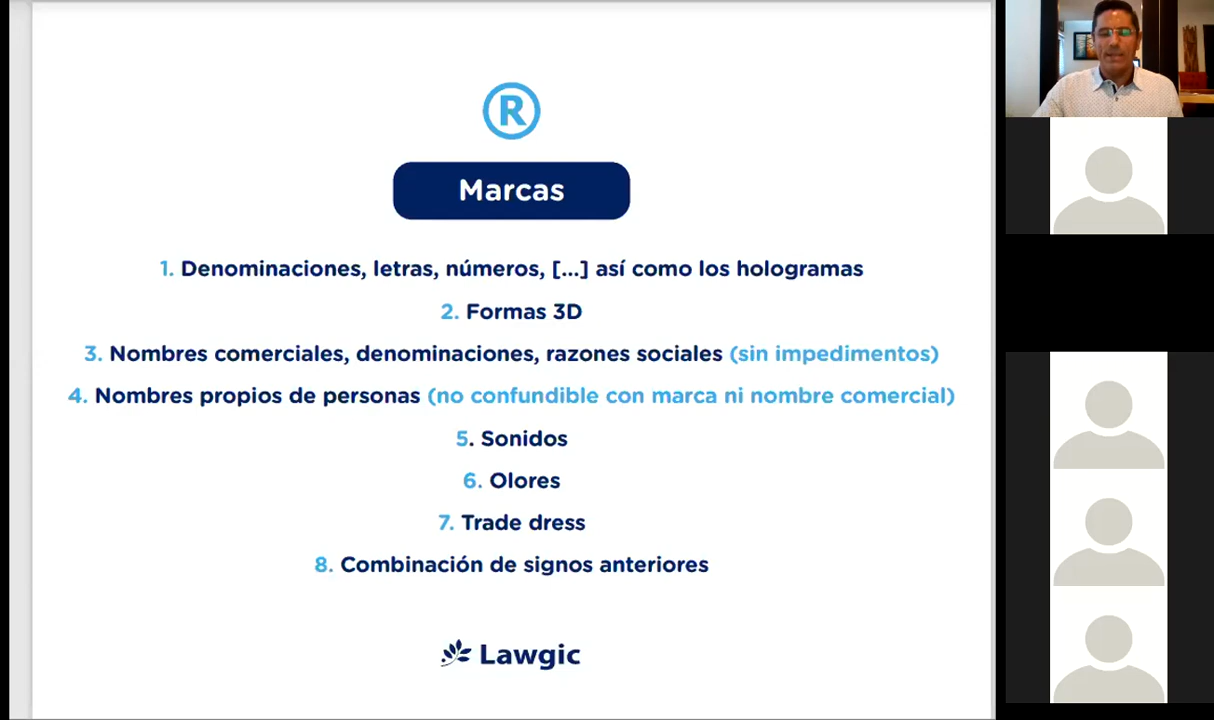 ®
Marcas
1. Denominaciones, letras, números, [...] así como los hologramas
2. Formas 3D
3. Nombres comerciales, denominaciones, razones sociales (sin impedimentos)
4. Nombres propios de personas (no confundible con marca ni nombre comercial)
5. Sonidos
6. Olores
7. Trade dress
8. Combinación de signos anteriores
Lawgic